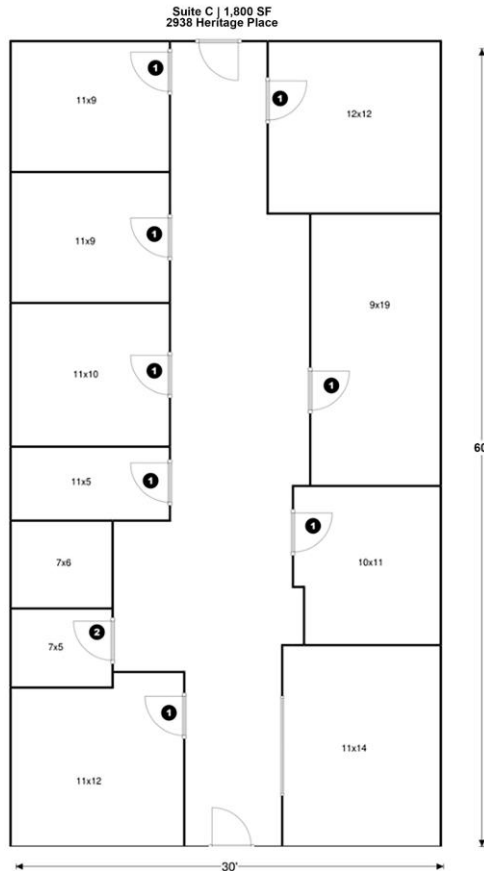 Suite C | 1,800 SF
2938 Heritage Place
1
11x9
1
12x12
11x9
1
9x19
11x10
1
1
60
11x5
1
1
10x11
7x6
7x5
2
1
11x12
11x14
30'